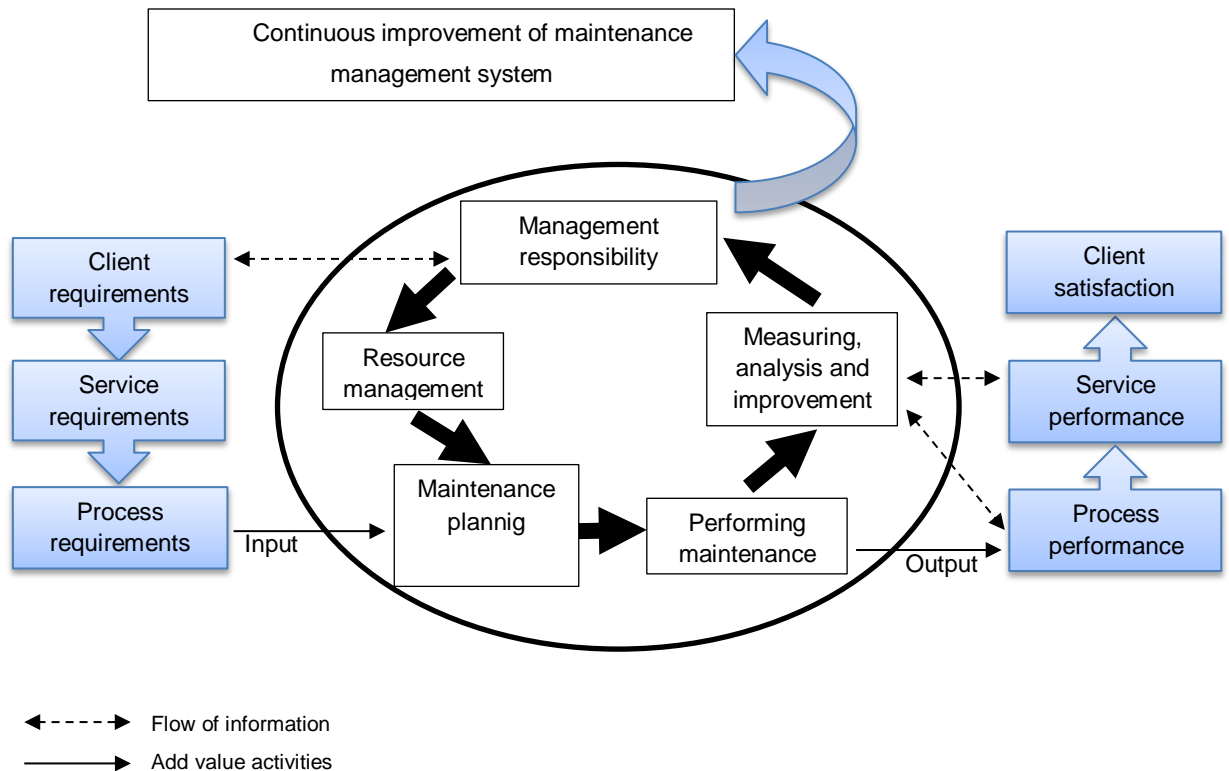 Continuous improvement of maintenance
management system
Management
responsibility
Client
requirements
Client
satisfaction
Resource
management
Measuring,
analysis and
improvement
Service
requirements
Service
performance
Maintenance
plannig
Process
requirements
Input
Performing
maintenance
Output
Process
performance
Flow of information
Add value activities